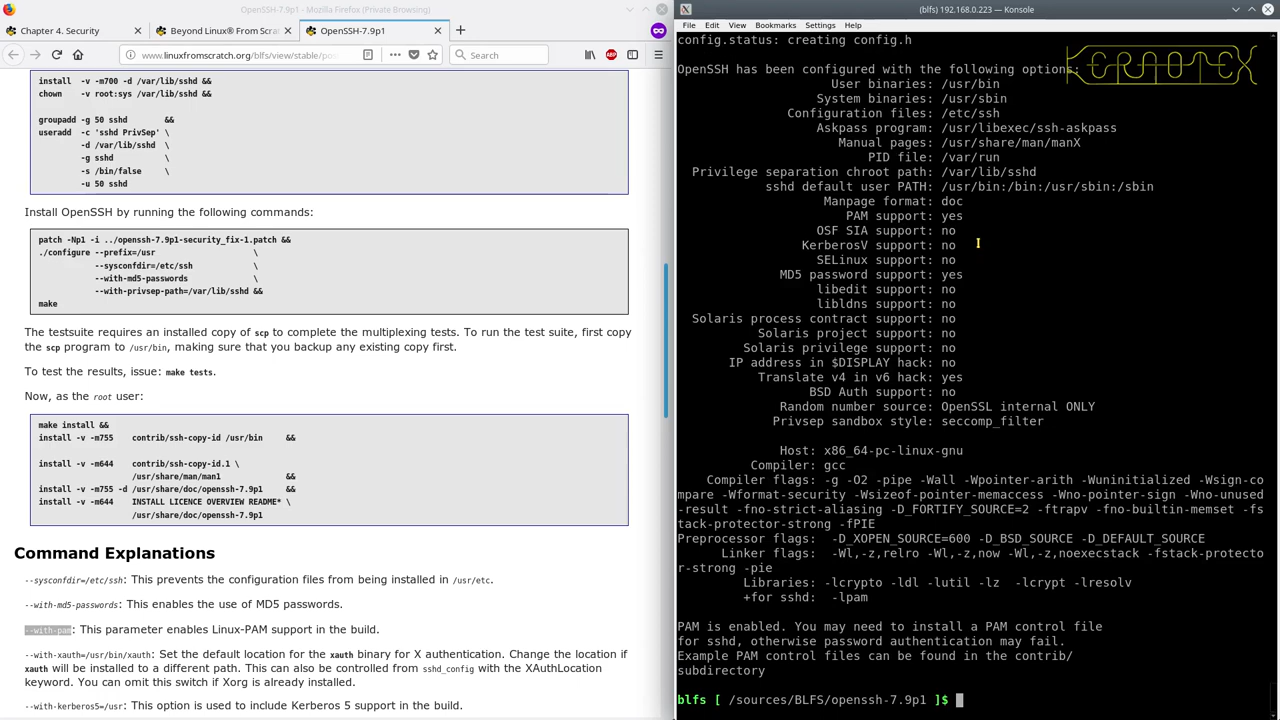 OpenSSH-7.9p1 - Mozilla Firefox (Private Browsing)
Chapter 4. Security
Beyond Linux® From Scra
OpenSSH-7.9p1
www.linuxfromscratch.org/blfs/view/stable/pos
Search
install -v -m700 -d /var/lib/sshd &&
chown -v root:sys /var/lib/sshd &&
groupadd -g 50 sshd &&
useradd -c 'sshd PrivSep' \
-d /var/lib/sshd \
-g sshd \
-s /bin/false \
-u 50 sshd
Install OpenSSH by running the following commands:
patch -Np1 -i ../openssh-7.9p1-security_fix-1.patch &&
./configure --prefix=/usr \
--sysconfdir=/etc/ssh \
--with-md5-passwords \
--with-privsep-path=/var/lib/sshd &&
make
The testsuite requires an installed copy of scp to complete the multiplexing tests. To run the test suite, first copy
the scp program to /usr/bin, making sure that you backup any existing copy first.
To test the results, issue: make tests.
Now, as the root user:
make install &&
install -v -m755 contrib/ssh-copy-id /usr/bin &&
install -v -m644 contrib/ssh-copy-id.1 \
/usr/share/man/man1 &&
install -v -m755 -d /usr/share/doc/openssh-7.9p1 &&
install -v -m644 INSTALL LICENCE OVERVIEW README* \
/usr/share/doc/openssh-7.9p1
Command Explanations
--sysconfdir=/etc/ssh: This prevents the configuration files from being installed in /usr/etc.
--with-md5-passwords: This enables the use of MD5 passwords.
--with-pam: This parameter enables Linux-PAM support in the build.
--with-xauth=/usr/bin/xauth: Set the default location for the xauth binary for X authentication. Change the location if
xauth will be installed to a different path. This can also be controlled from sshd_config with the XAuthLocation
keyword. You can omit this switch if Xorg is already installed.
--with-kerberos5=/usr: This option is used to include Kerberos 5 support in the build.
(blfs) 192.168.0.223 — Konsole
File Edit View Bookmarks Settings Help
KERAOTEX
config.status: creating config.h
OpenSSH has been configured with the following options:
User binaries: /usr/bin
System binaries: /usr/sbin
Configuration files: /etc/ssh
Askpass program: /usr/libexec/ssh-askpass
Manual pages: /usr/share/man/manX
PID file: /var/run
Privilege separation chroot path: /var/lib/sshd
sshd default user PATH: /usr/bin:/bin:/usr/sbin:/sbin
Manpage format: doc
PAM support: yes
OSF SIA support: no
KerberosV support: no
SELinux support: no
MD5 password support: yes
libedit support: no
libldns support: no
Solaris process contract support: no
Solaris project support: no
Solaris privilege support: no
IP address in $DISPLAY hack: no
Translate v4 in v6 hack: yes
BSD Auth support: no
Random number source: OpenSSL internal ONLY
Privsep sandbox style: seccomp_filter
Host: x86_64-pc-linux-gnu
Compiler: gcc
Compiler flags: -g -O2 -pipe -Wall -Wpointer-arith -Wuninitialized -Wsign-co
mpare -Wformat-security -Wsizeof-pointer-memaccess -Wno-pointer-sign -Wno-unused
-result -fno-strict-aliasing -D_FORTIFY_SOURCE=2 -ftrapv -fno-builtin-memset -fs
tack-protector-strong -fPIE
Preprocessor flags: -D_XOPEN_SOURCE=600 -D_BSD_SOURCE -D_DEFAULT_SOURCE
Linker flags: -Wl,-z,relro -Wl,-z,now -Wl,-z,noexecstack -fstack-protecto
r-strong -pie
Libraries: -lcrypto -ldl -lutil -lz -lcrypt -lresolv
+for sshd: -lpam
PAM is enabled. You may need to install a PAM control file
for sshd, otherwise password authentication may fail.
Example PAM control files can be found in the contrib/
subdirectory
blfs [ /sources/BLFS/openssh-7.9p1 ]$